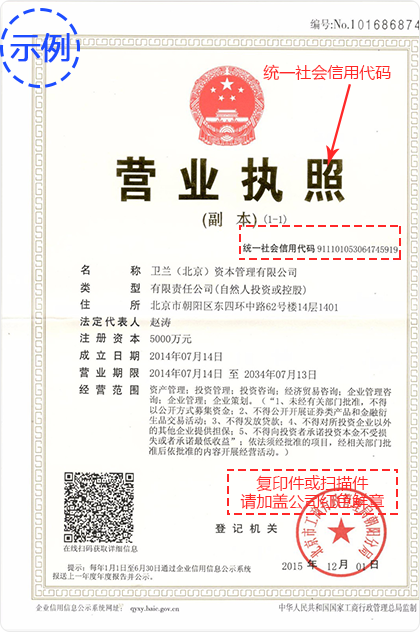 编号:No.101686874
示例
统一社会信用代码
营业执照
(副 本) (1-1)
统一社会信用代码 911101053064745919
名 称 卫兰（北京）资本管理有限公司
类 型 有限责任公司(自然人投资或控股)
住 所 北京市朝阳区东四环中路62号楼14层1401
法定代表人 赵涛
注册资本 5000万元
成立日期 2014年07月14日
营业期限 2014年07月14日 至 2034年07月13日
经营范围 资产管理；投资管理；投资咨询；经济贸易咨询；企业管理咨
询；企业管理；企业策划。（“1、未经有关部门批准，不得
以公开方式募集资金；2、不得公开开展证券类产品和金融衍
生品交易活动；3、不得发放贷款；4、不得对所投资企业以外
的其他企业提供担保；5、不得向投资者承诺投资本金不受损
失或者承诺最低收益”；依法须经批准的项目，经相关部门批
准后依批准的内容开展经营活动。）
复印件或扫描件
请加盖公司红色鲜章
在线扫码获取详细信息
登记机关
北京市工商行政管理局朝阳分局
2015 年 12 月 01 日
提示：每年1月1日至6月30日通过企业信用信息公示系统
报送上一年度年度报告并公示。
企业信用信息公示系统网址: qyxy.baic.gov.cn
中华人民共和国国家工商行政管理总局监制